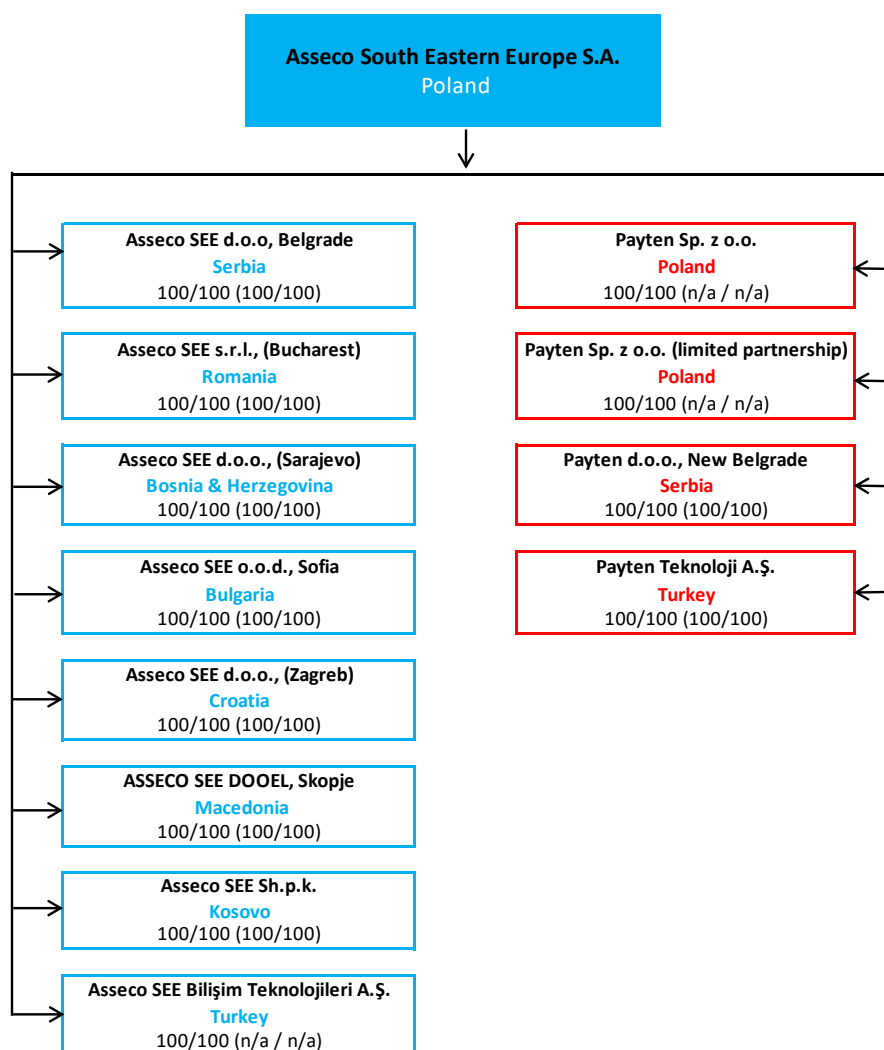 Asseco South Eastern Europe S.A.
Poland
Asseco SEE d.o.o, Belgrade
Serbia
100/100 (100/100)
Asseco SEE s.r.l., (Bucharest)
Romania
100/100 (100/100)
Asseco SEE d.o.o., (Sarajevo)
Bosnia & Herzegovina
100/100 (100/100)
Asseco SEE o.o.d., Sofia
Bulgaria
100/100 (100/100)
Asseco SEE d.o.o., (Zagreb)
Croatia
100/100 (100/100)
ASSECO SEE DOOEL, Skopje
Macedonia
100/100 (100/100)
Asseco SEE Sh.p.k.
Kosovo
100/100 (100/100)
Asseco SEE Bilişim Teknolojileri A.Ş.
Turkey
100/100 (n/a / n/a)
Payten Sp. z o.o.
Poland
100/100 (n/a / n/a)
Payten Sp. z o.o. (limited partnership)
Poland
100/100 (n/a / n/a)
Payten d.o.o., New Belgrade
Serbia
100/100 (100/100)
Payten Teknoloji A.Ş.
Turkey
100/100 (100/100)